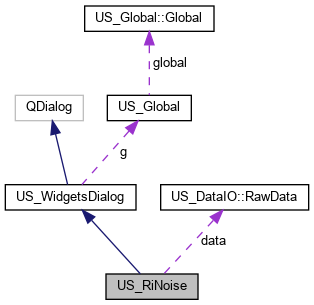 US_Global::Global
global
QDialog
US_Global
g
US_WidgetsDialog
US_DataIO::RawData
data
US_RiNoise